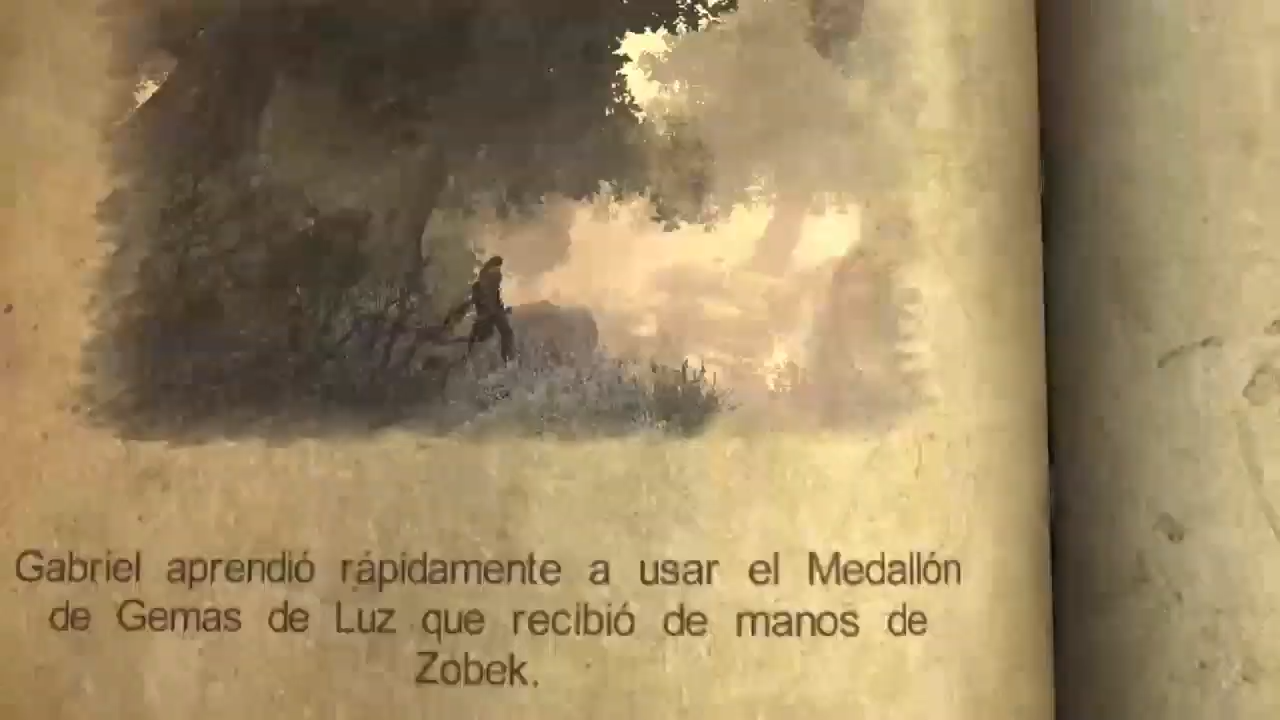 Gabriel aprendió rápidamente a usar el Medallón
de Gemas de Luz que recibió de manos de
Zobek.